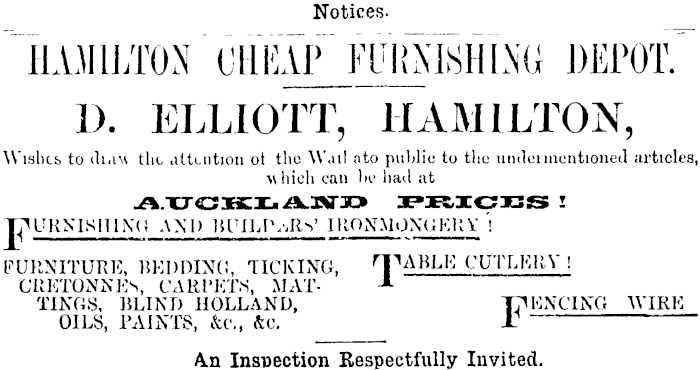 Notices.
HAMILTON CHEAP FURNISHING DEPOT.
D. ELLIOTT, HAMILTON,
Wishes to draw the attention of the Waikato public to the undermentioned articles,
which can be had at
AUCKLAND PRICES!
FURNISHING AND BUILDERS' IRONMONGERY!
FURNITURE, BEDDING, TICKING,
CRETONNES, CARPETS, MAT-
TINGS, BLIND HOLLAND,
OILS, PAINTS, &c., &c.
TABLE CUTLERY!
FENCING WIRE
An Inspection Respectfully Invited.